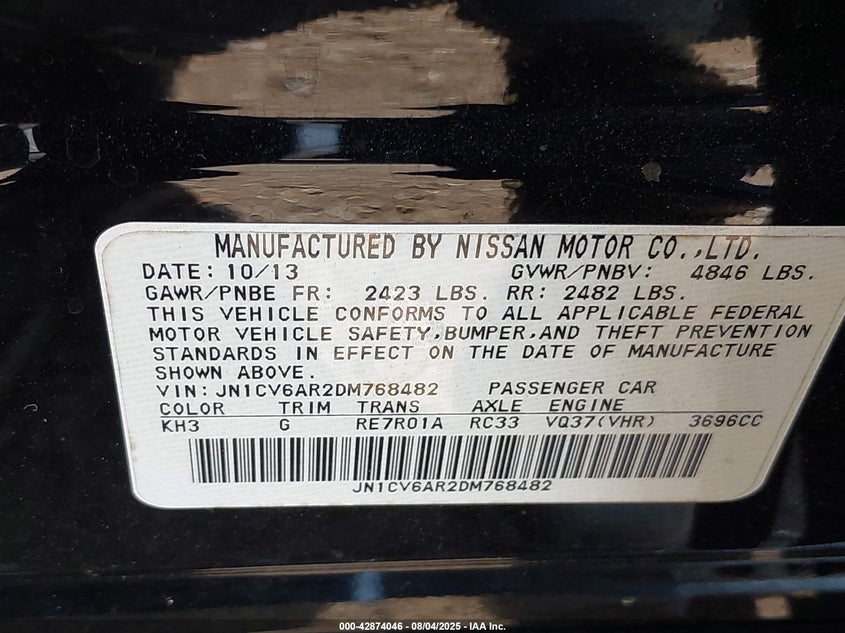 MANUFACTURED BY NISSAN MOTOR CO.,LTD.
DATE: 10/13 GVWR/PNBV: 4846 LBS.
GAWR/PNBE FR: 2423 LBS. RR: 2482 LBS.
THIS VEHICLE CONFORMS TO ALL APPLICABLE FEDERAL
MOTOR VEHICLE SAFETY,BUMPER,AND THEFT PREVENTION
STANDARDS IN EFFECT ON THE DATE OF MANUFACTURE
SHOWN ABOVE.
VIN: JN1CV6AR2DM768482 PASSENGER CAR
COLOR TRIM TRANS AXLE ENGINE
KH3 G RE7R01A RC33 VQ37(VHR) 3696CC
JN1CV6AR2DM768482
000-42874046 - 08/04/2025 - IAA Inc.